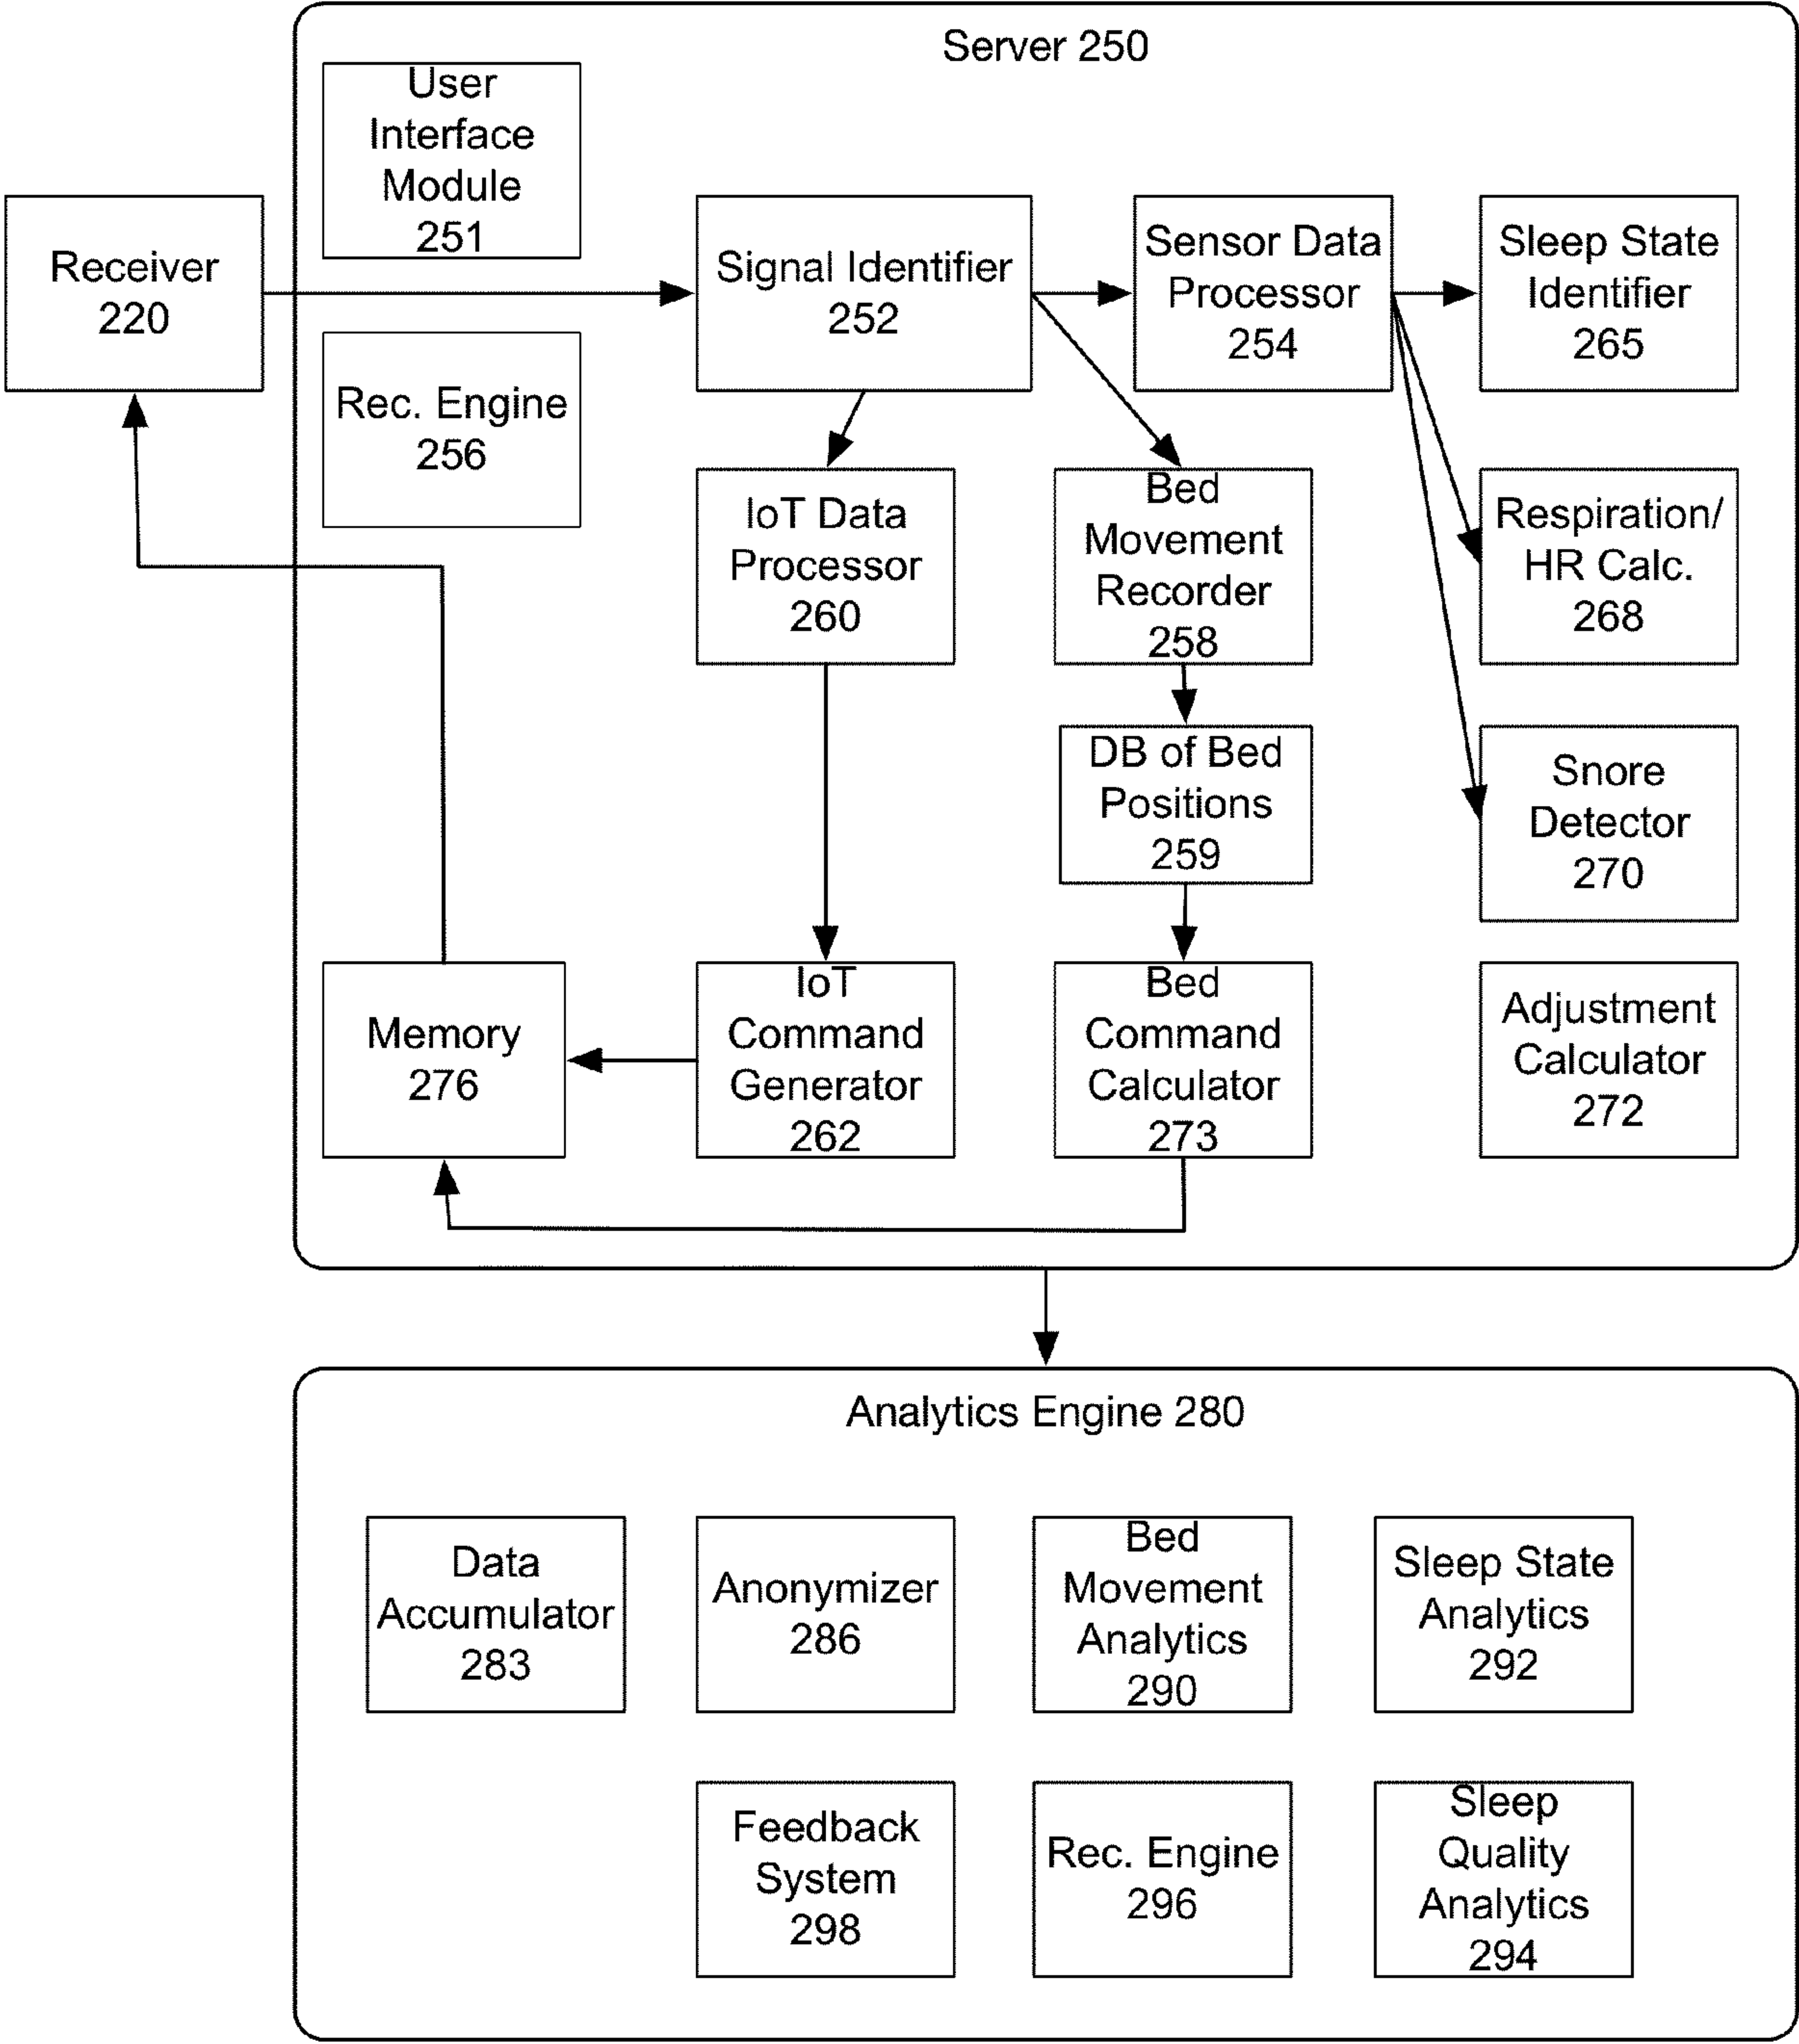 Server 250
User
Interface
Module
251
Receiver
220
Signal Identifier
252
Sensor Data
Processor
254
Sleep State
Identifier
265
Rec. Engine
256
IoT Data
Processor
260
Bed
Movement
Recorder
258
Respiration/
HR Calc.
268
DB of Bed
Positions
259
Snore
Detector
270
Memory
276
IoT
Command
Generator
262
Bed
Command
Calculator
273
Adjustment
Calculator
272
Analytics Engine 280
Data
Accumulator
283
Anonymizer
286
Bed
Movement
Analytics
290
Sleep State
Analytics
292
Feedback
System
298
Rec. Engine
296
Sleep
Quality
Analytics
294